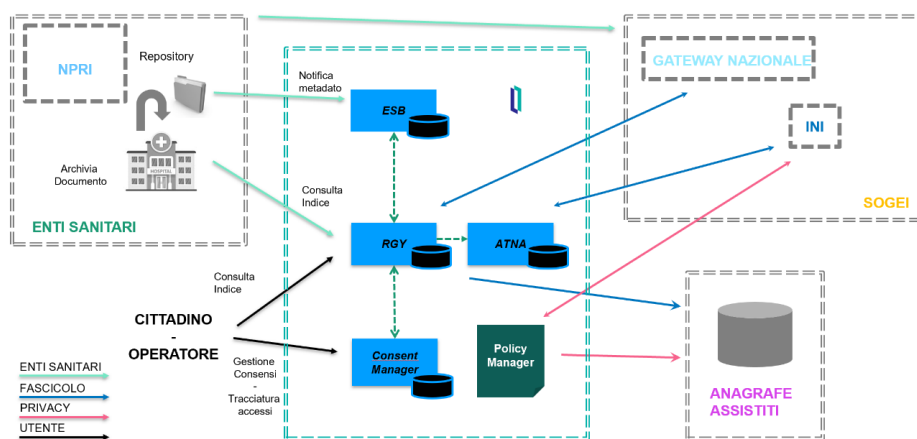 NPRI
Repository
Archivia
Documento
HOSPITAL
ENTI SANITARI
Notifica
metadato
ESB
Consulta
Indice
RGY
ATNA
Consulta
Indice
CITTADINO
-
OPERATORE
Gestione
Consensi
-
Tracciatura
accessi
Consent
Manager
Policy
Manager
GATEWAY NAZIONALE
INI
SOGEI
ANAGRAFE
ASSISTITI
ENTI SANITARI
FASCICOLO
PRIVACY
UTENTE